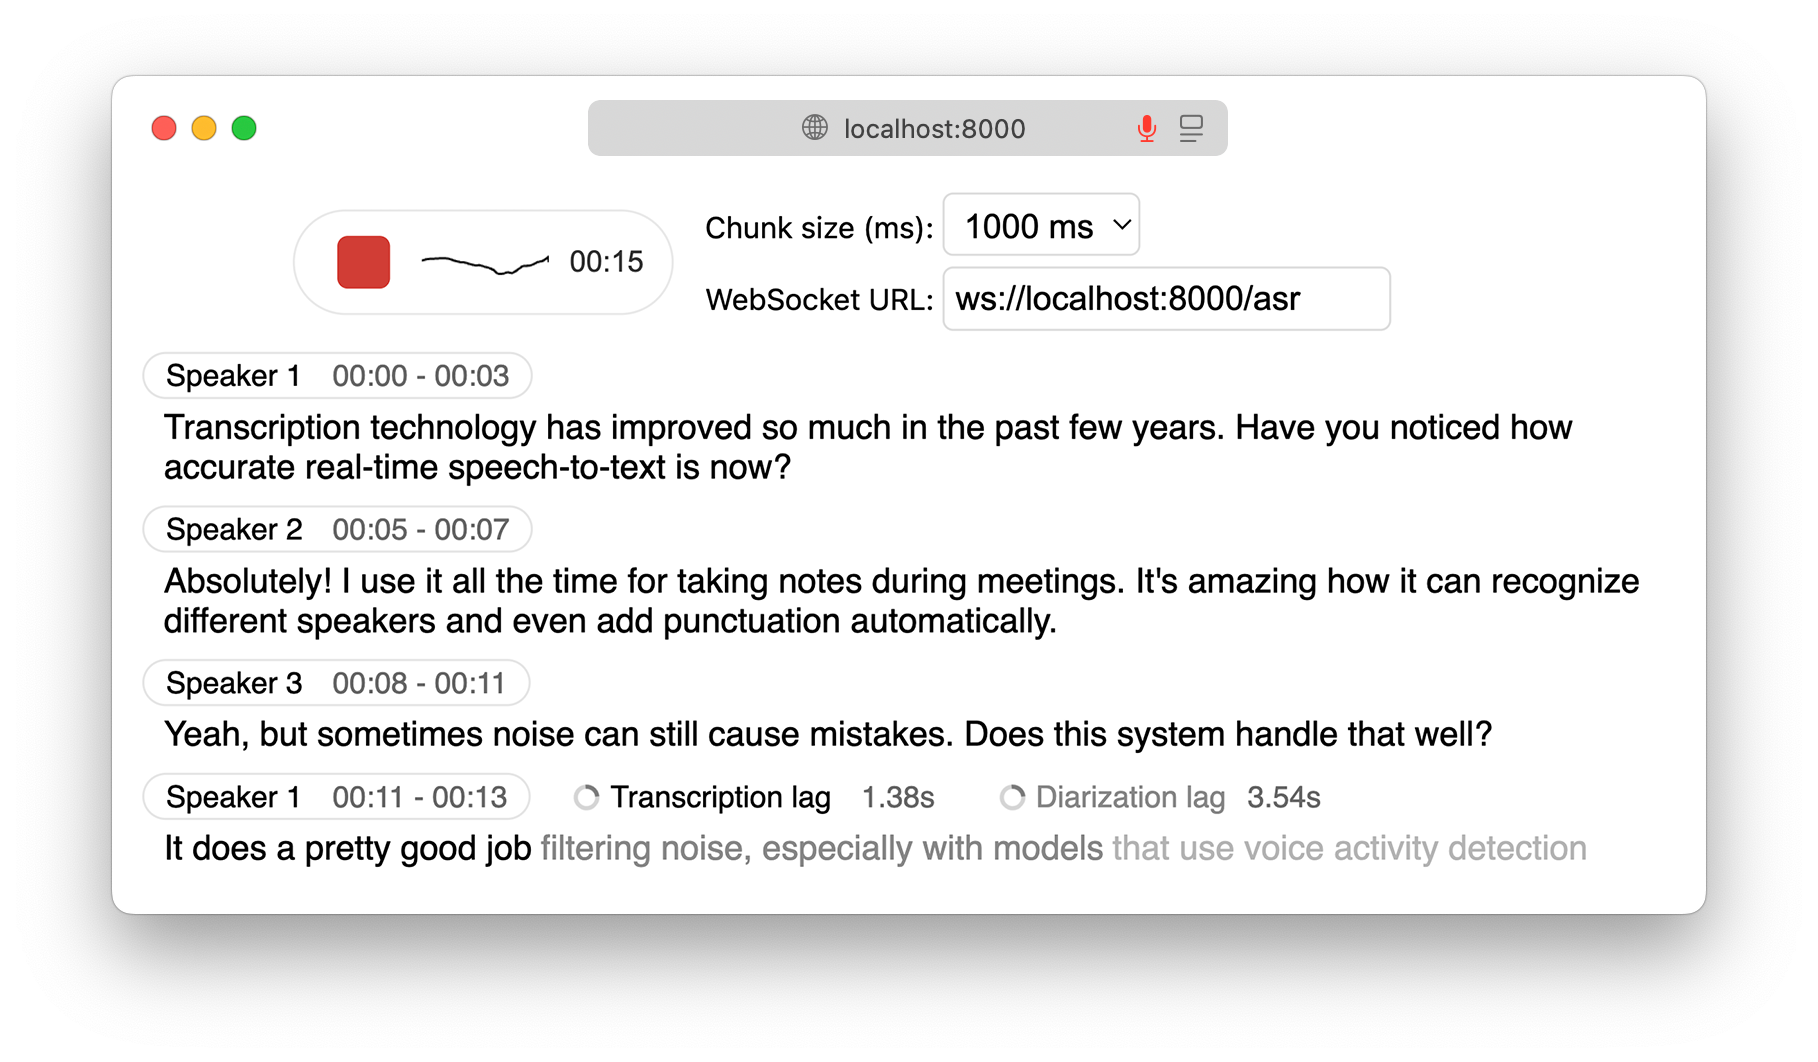 localhost:8000
00:15
Chunk size (ms): 1000 ms
WebSocket URL: ws://localhost:8000/asr
Speaker 1 00:00 - 00:03
Transcription technology has improved so much in the past few years. Have you noticed how
accurate real-time speech-to-text is now?
Speaker 2 00:05 - 00:07
Absolutely! I use it all the time for taking notes during meetings. It's amazing how it can recognize
different speakers and even add punctuation automatically.
Speaker 3 00:08 - 00:11
Yeah, but sometimes noise can still cause mistakes. Does this system handle that well?
Speaker 1 00:11 - 00:13 Transcription lag 1.38s Diarization lag 3.54s
It does a pretty good job filtering noise, especially with models that use voice activity detection